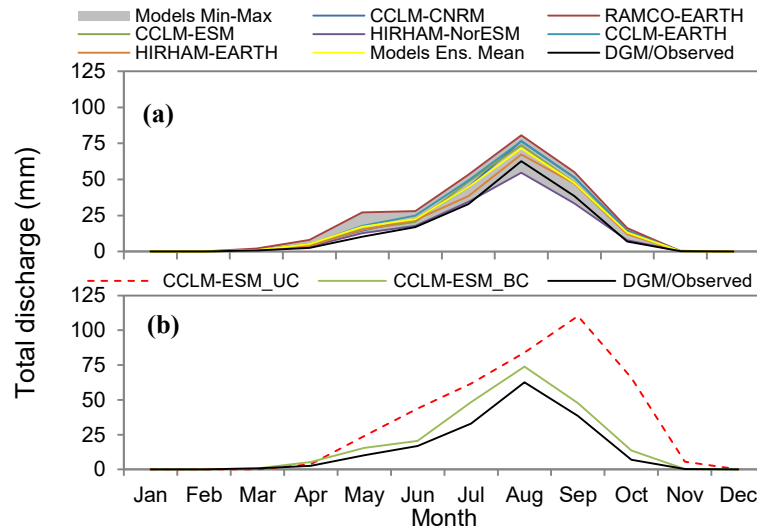 Models Min-Max CCLM-CNRM RAMCO-EARTH
CCLM-ESM HIRHAM-NorESM CCLM-EARTH
HIRHAM-EARTH Models Ens. Mean DGM/Observed
125
100
75
50
25
0
(a)
Total discharge (mm)
CCLM-ESM_UC CCLM-ESM_BC DGM/Observed
125
100
75
50
25
0
(b)
Jan Feb Mar Apr May Jun Jul Aug Sep Oct Nov Dec
Month